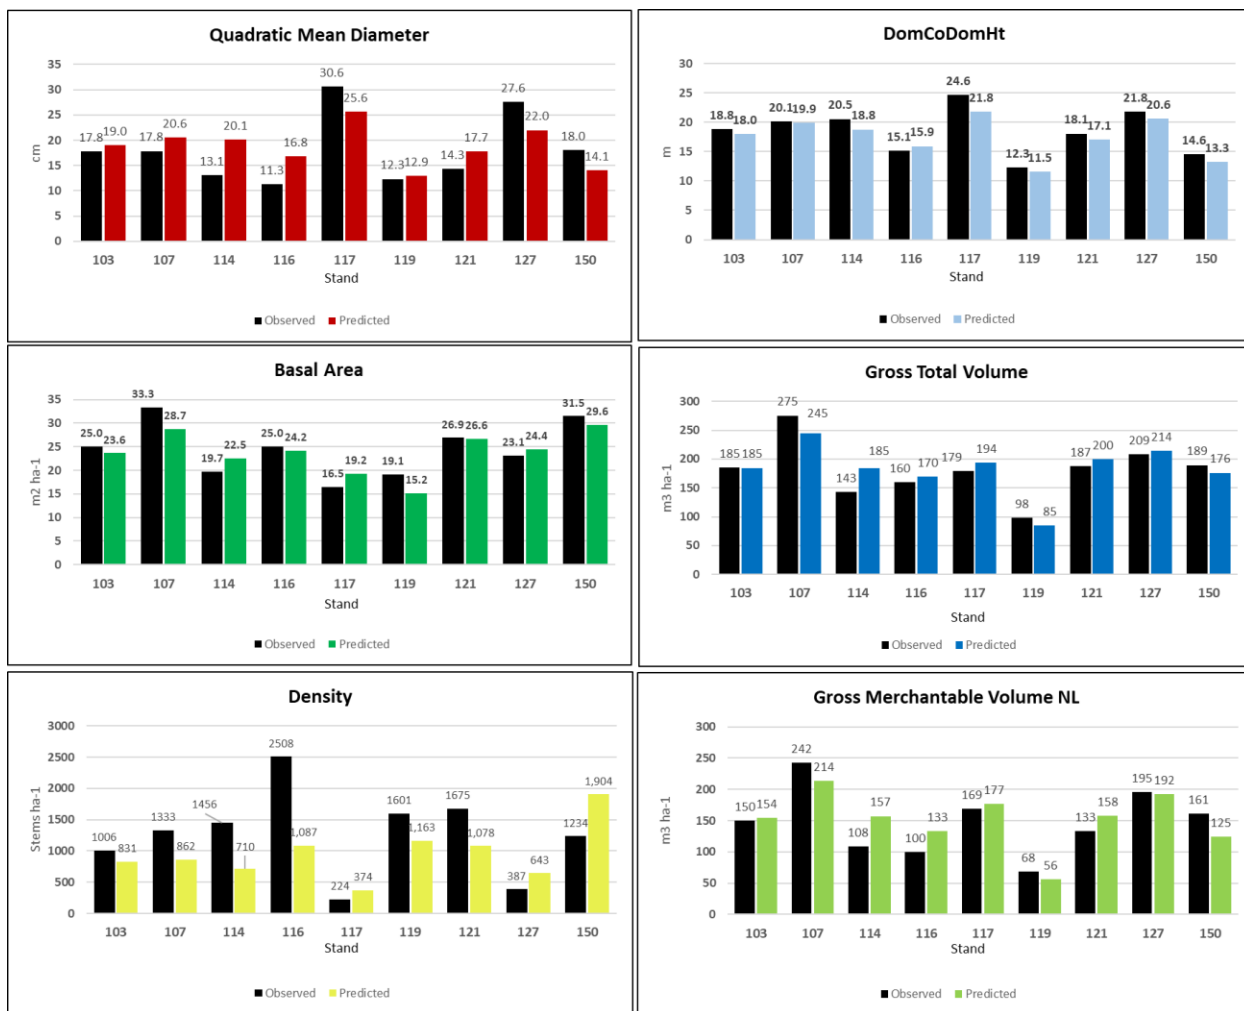 Quadratic Mean Diameter
cm
35
30
25
20
15
10
5
0
17.8 19.0 17.8 20.6 13.1 20.1 11.3 16.8 30.6 25.6 12.3 12.9 14.3 17.7 27.6 22.0 18.0 14.1
103 107 114 116 117 119 121 127 150
Stand
Observed Predicted
DomCoDomHt
m
30
25
20
15
10
5
0
18.8 18.0 20.1 19.9 20.5 18.8 15.1 15.9 24.6 21.8 12.3 11.5 18.1 17.1 21.8 20.6 14.6 13.3
103 107 114 116 117 119 121 127 150
Stand
Observed Predicted
Basal Area
m2 ha-1
35
30
25
20
15
10
5
0
25.0 23.6 33.3 28.7 19.7 22.5 25.0 24.2 16.5 19.2 19.1 15.2 26.9 26.6 23.1 24.4 31.5 29.6
103 107 114 116 117 119 121 127 150
Stand
Observed Predicted
Gross Total Volume
m3 ha-1
300
250
200
150
100
50
0
185 185 275 245 143 185 160 170 179 194 98 85 187 200 209 214 189 176
103 107 114 116 117 119 121 127 150
Stand
Observed Predicted
Density
Stems ha-1
3000
2500
2000
1500
1000
500
0
1006 831 1333 862 1456 710 2508 1,087 224 374 1601 1,163 1675 1,078 387 643 1234 1,904
103 107 114 116 117 119 121 127 150
Stand
Observed Predicted
Gross Merchantable Volume NL
m3 ha-1
300
250
200
150
100
50
0
150 154 242 214 108 157 100 133 169 177 68 56 133 158 195 192 161 125
103 107 114 116 117 119 121 127 150
Stand
Observed Predicted